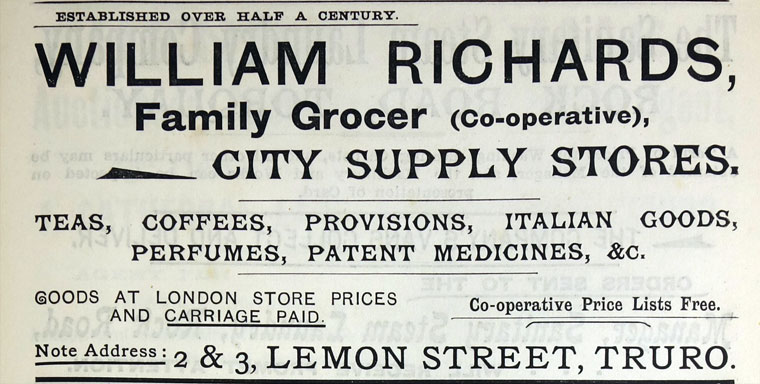 ESTABLISHED OVER HALF A CENTURY.
WILLIAM RICHARDS,
Family Grocer (Co-operative),
CITY SUPPLY STORES.
TEAS, COFFEES, PROVISIONS, ITALIAN GOODS,
PERFUMES, PATENT MEDICINES, &c.
GOODS AT LONDON STORE PRICES
AND CARRIAGE PAID.
Co-operative Price Lists Free.
Note Address: 2 & 3, LEMON STREET, TRURO.